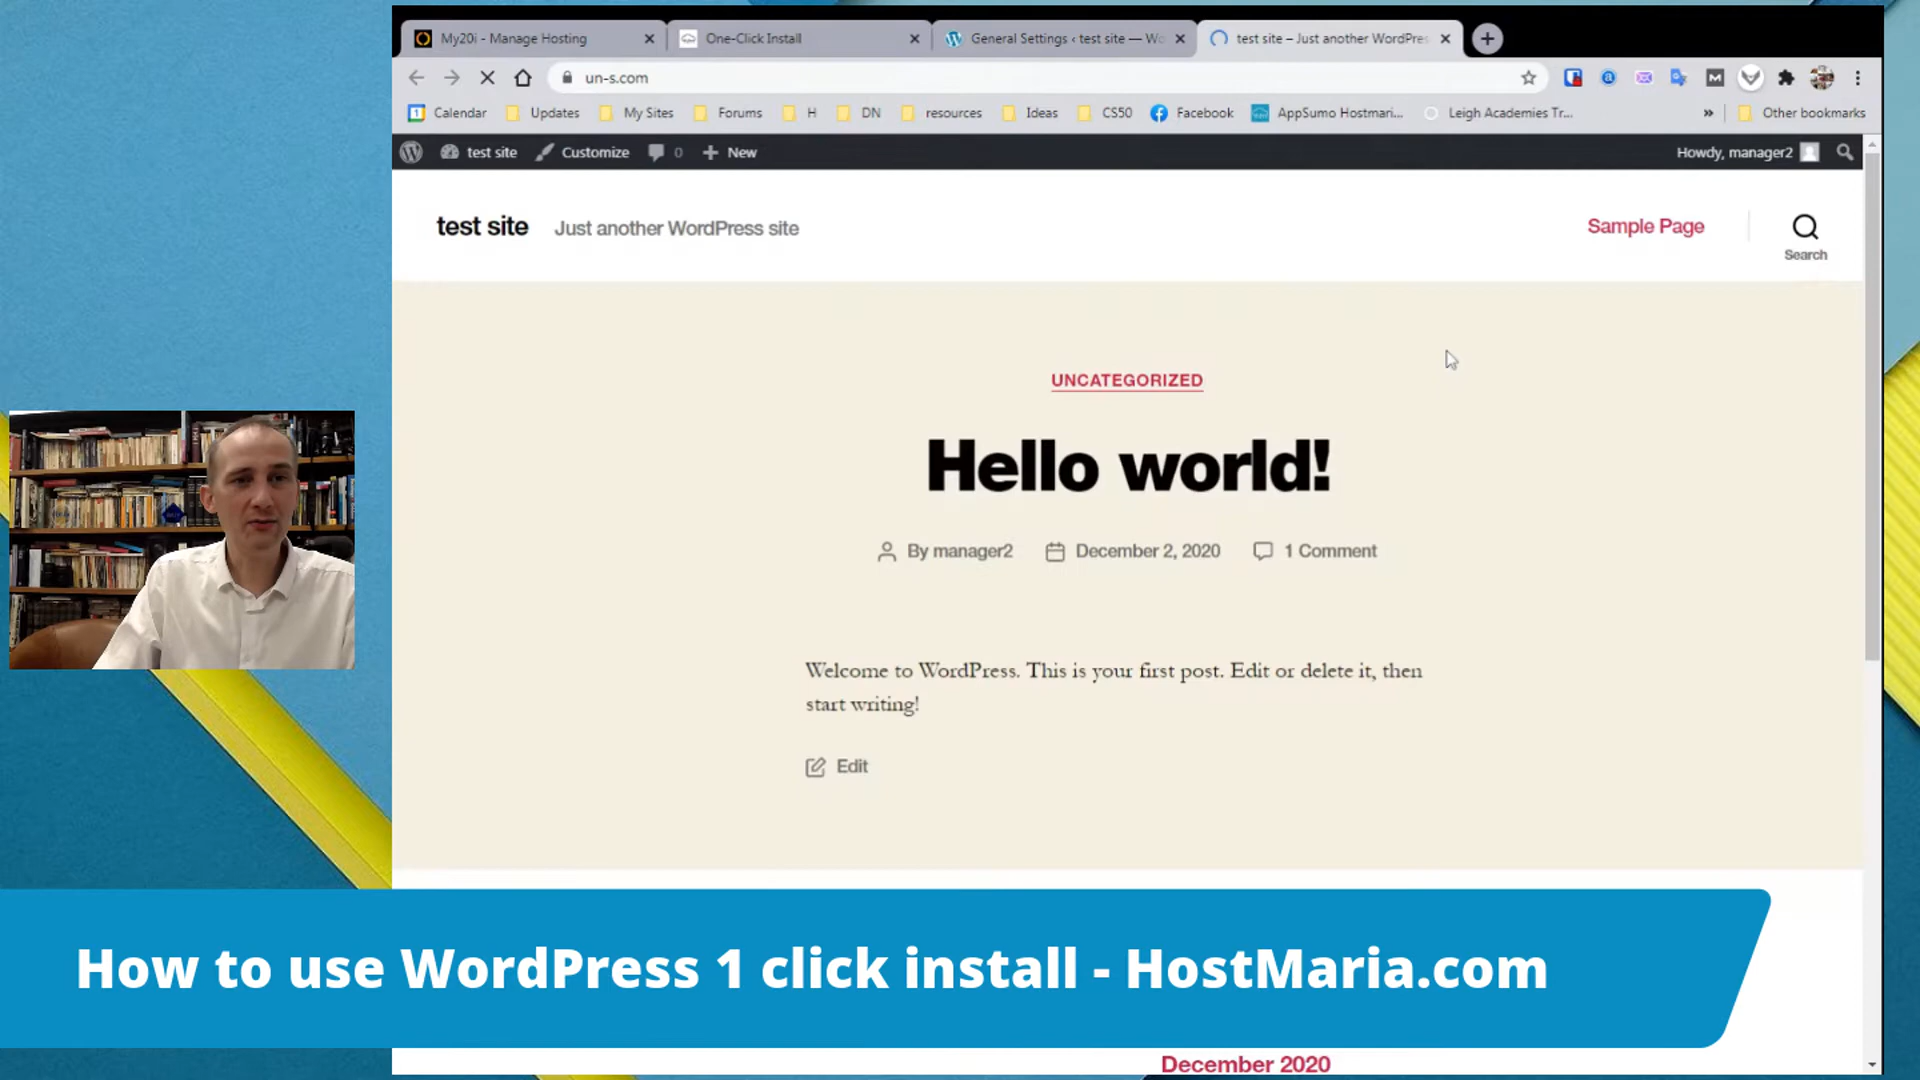 My20i - Manage Hosting
One-Click Install
General Settings ‹ test site — Wo
test site – Just another WordPres
un-s.com
Calendar
Updates
My Sites
Forums
H
DN
resources
Ideas
CS50
Facebook
AppSumo Hostmari...
Leigh Academies Tr...
»
Other bookmarks
test site
Customize
0
New
Howdy, manager2
test site
Just another WordPress site
Sample Page
Search
UNCATEGORIZED
Hello world!
By manager2
December 2, 2020
1 Comment
Welcome to WordPress. This is your first post. Edit or delete it, then
start writing!
Edit
How to use WordPress 1 click install - HostMaria.com
December 2020